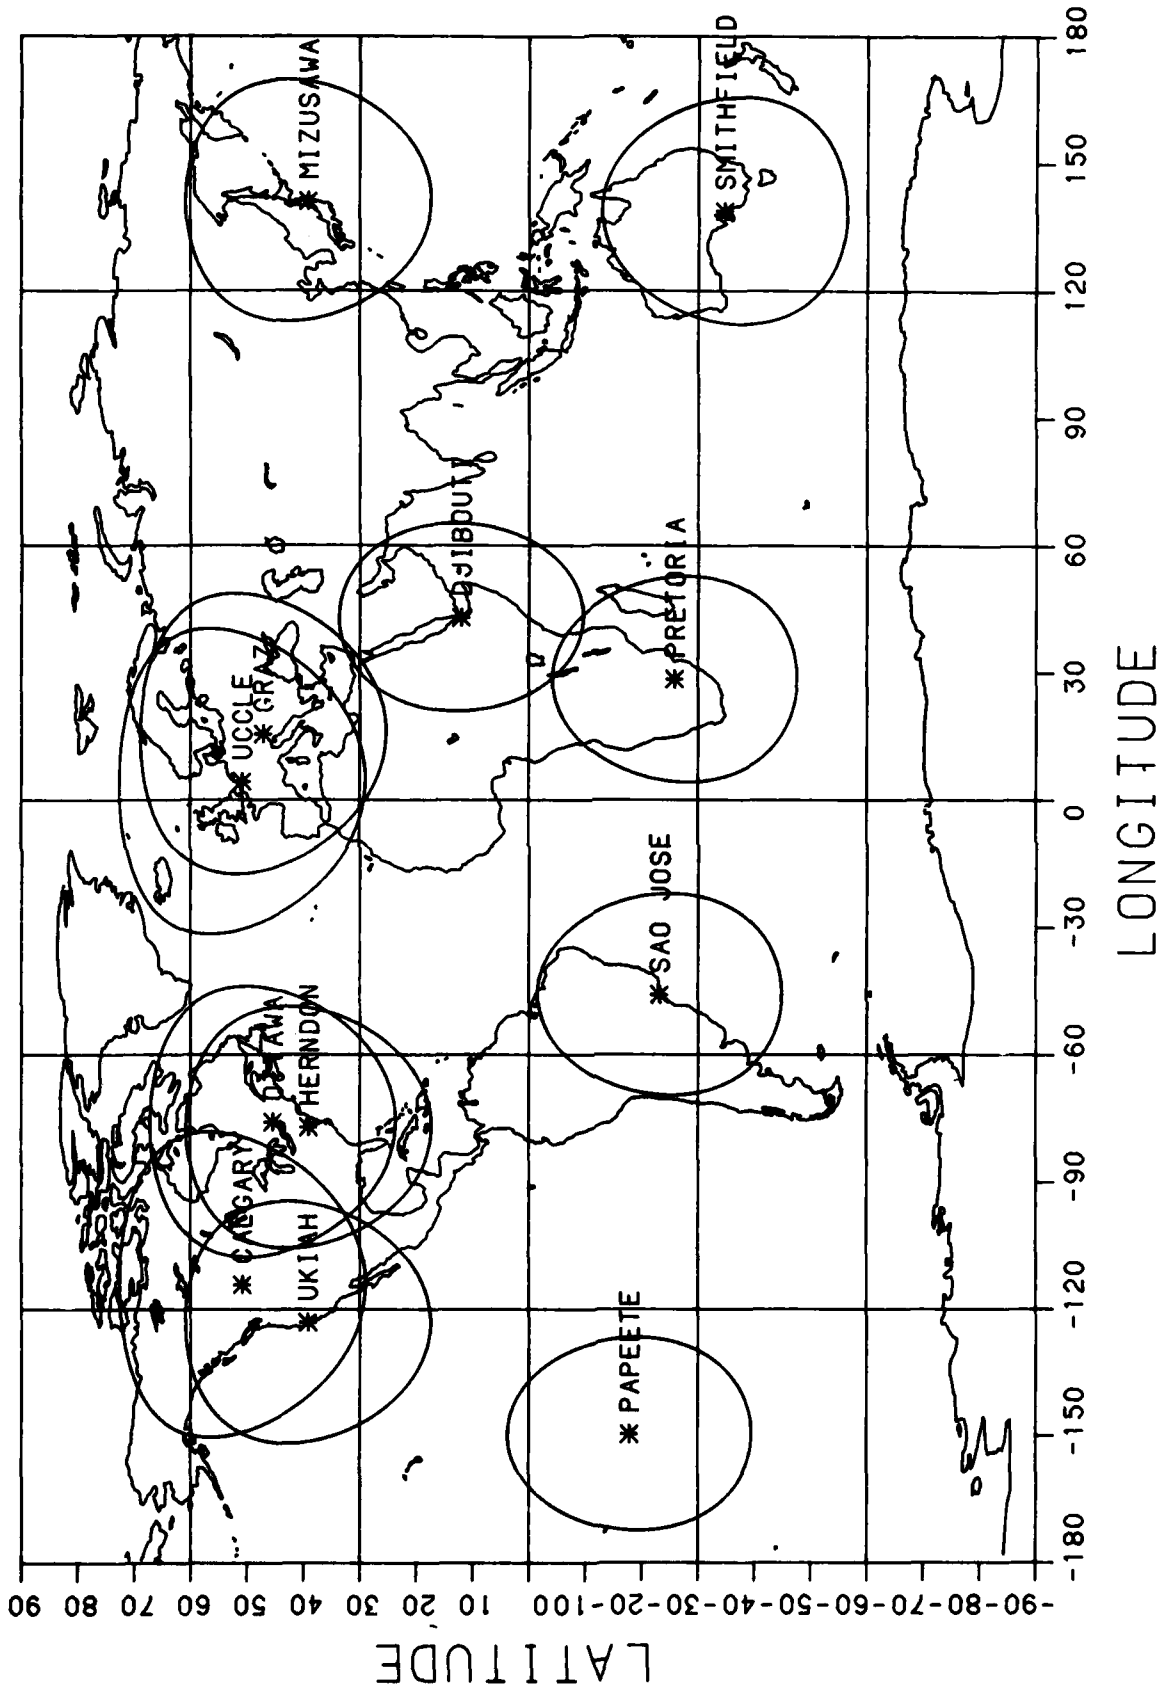 LATITUDE
-90-80-70-60-50-40-30-20-100 10 20 30 40 50 60 70 80 90
CALGARY
UCCLE
GRAZ
OTTAWA
UKIAH
HERNDON
MIZUSAWA
DJIBOUTI
PAPEETE
SAO JOSE
PRETORIA
SMITHFIELD
-180 -150 -120 -90 -60 -30 0 30 60 90 120 150 180
LONGITUDE